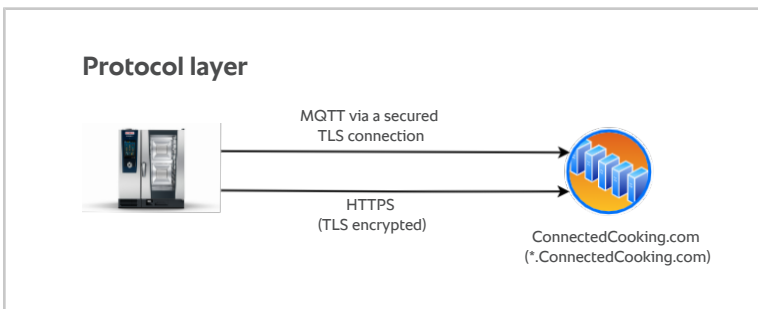 Protocol layer
MQTT via a secured
TLS connection
HTTPS
(TLS encrypted)
ConnectedCooking.com
(*.ConnectedCooking.com)